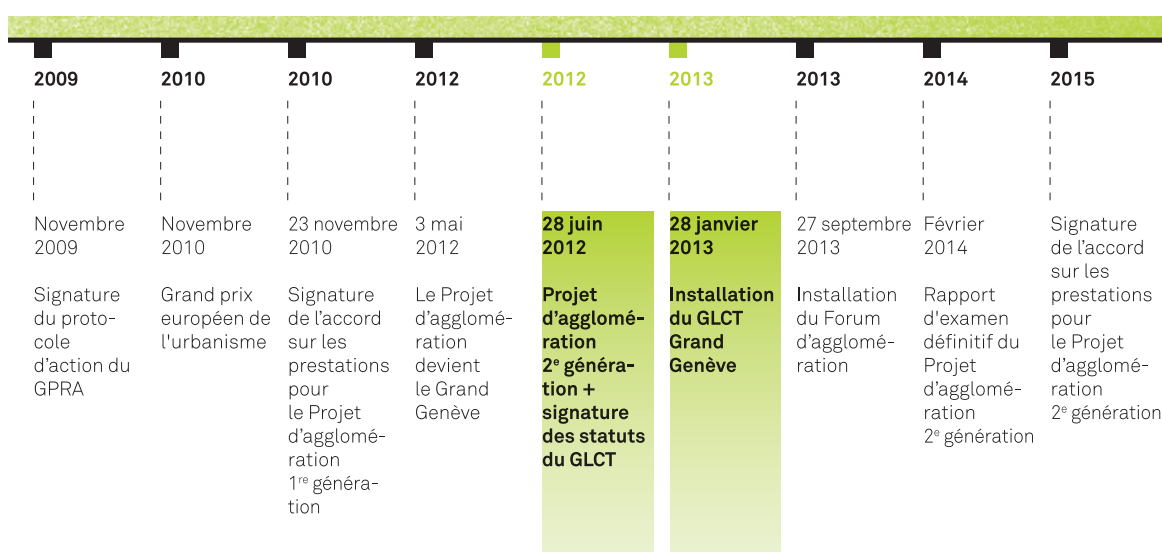 2009
Novembre
2009
Signature
du proto-
cole
d'action du
GPRA
2010
Novembre
2010
Grand prix
européen de
l'urbanisme
2010
23 novembre
2010
Signature
de l'accord
sur les
prestations
pour
le Projet
d'agglomé-
ration
1re généra-
tion
2012
3 mai
2012
Le Projet
d'agglomé-
ration
devient
le Grand
Genève
2012
28 juin
2012
Projet
d'agglomé-
ration
2e généra-
tion +
signature
des statuts
du GLCT
2013
28 janvier
2013
Installation
du GLCT
Grand
Genève
2013
27 septembre
2013
Installation
du Forum
d'agglomé-
ration
2014
Février
2014
Rapport
d'examen
définitif du
Projet
d'agglomé-
ration
2e génération
2015
Signature
de l'accord
sur les
prestations
pour
le Projet
d'agglomé-
ration
2e génération